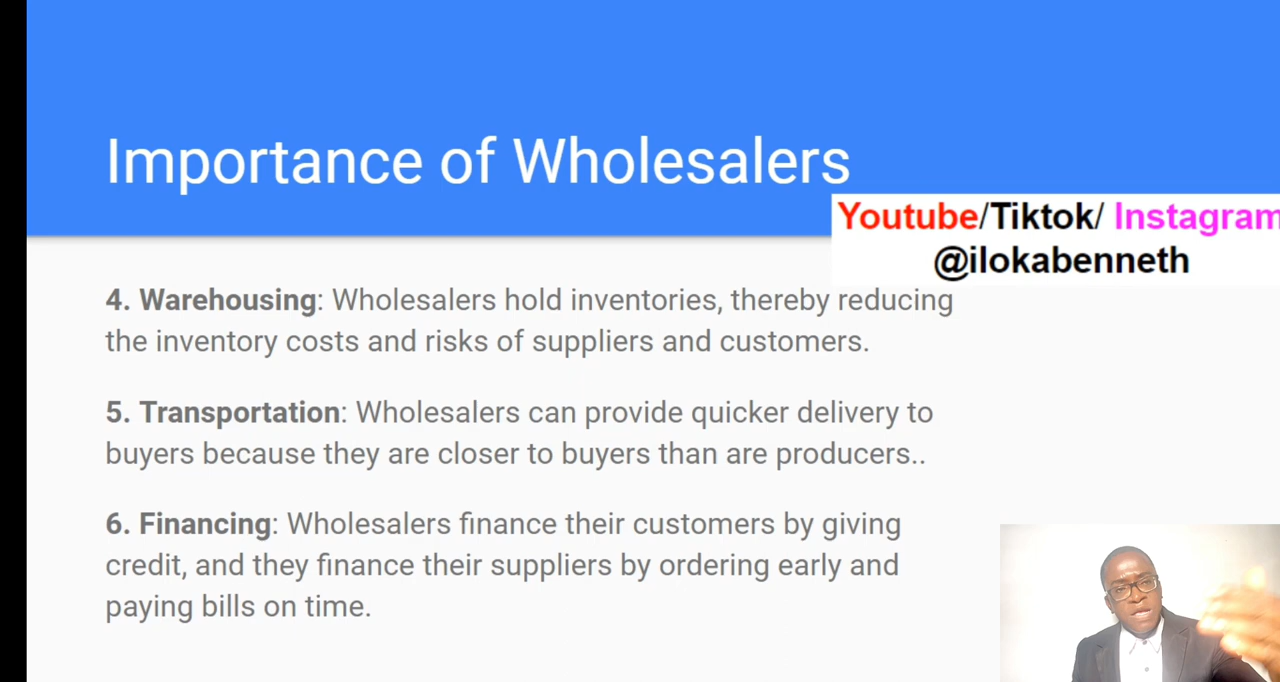 Importance of Wholesalers
Youtube/Tiktok/ Instagram
@ilokabenneth
4. Warehousing: Wholesalers hold inventories, thereby reducing
the inventory costs and risks of suppliers and customers.
5. Transportation: Wholesalers can provide quicker delivery to
buyers because they are closer to buyers than are producers..
6. Financing: Wholesalers finance their customers by giving
credit, and they finance their suppliers by ordering early and
paying bills on time.